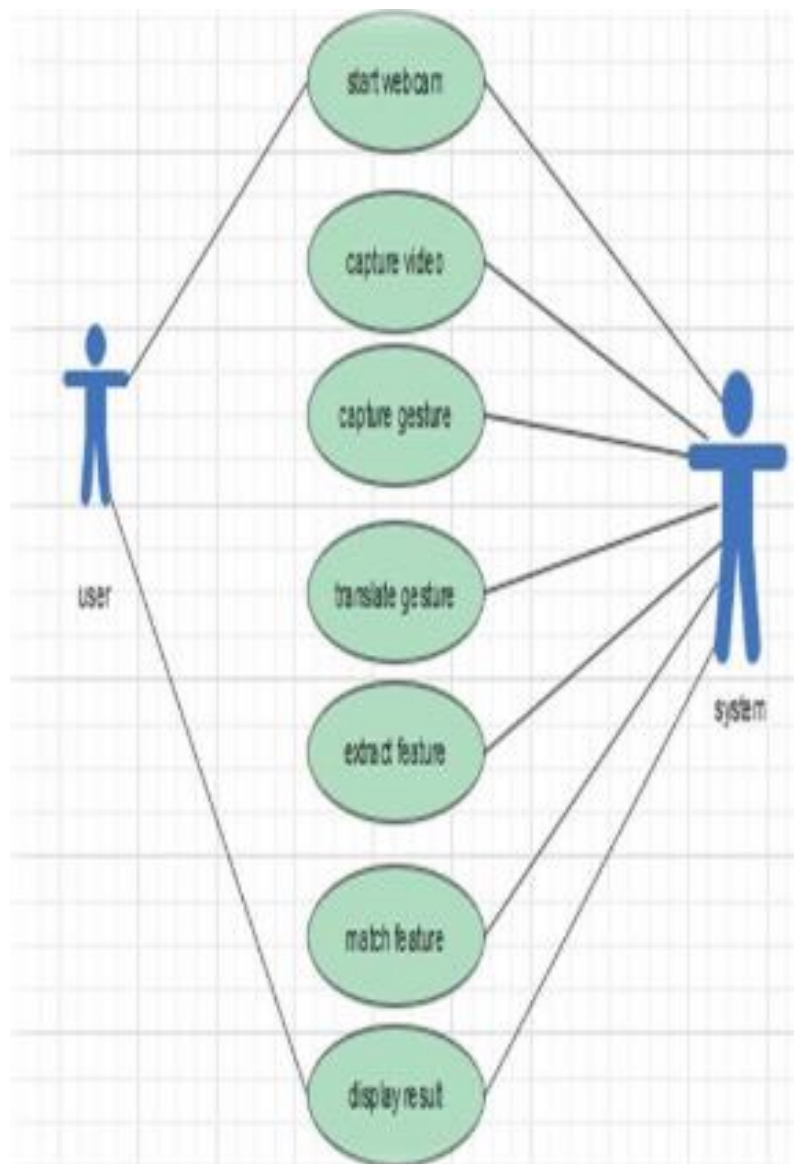 start webcam
capture video
capture gesture
user
translate gesture
system
extract feature
match feature
display result